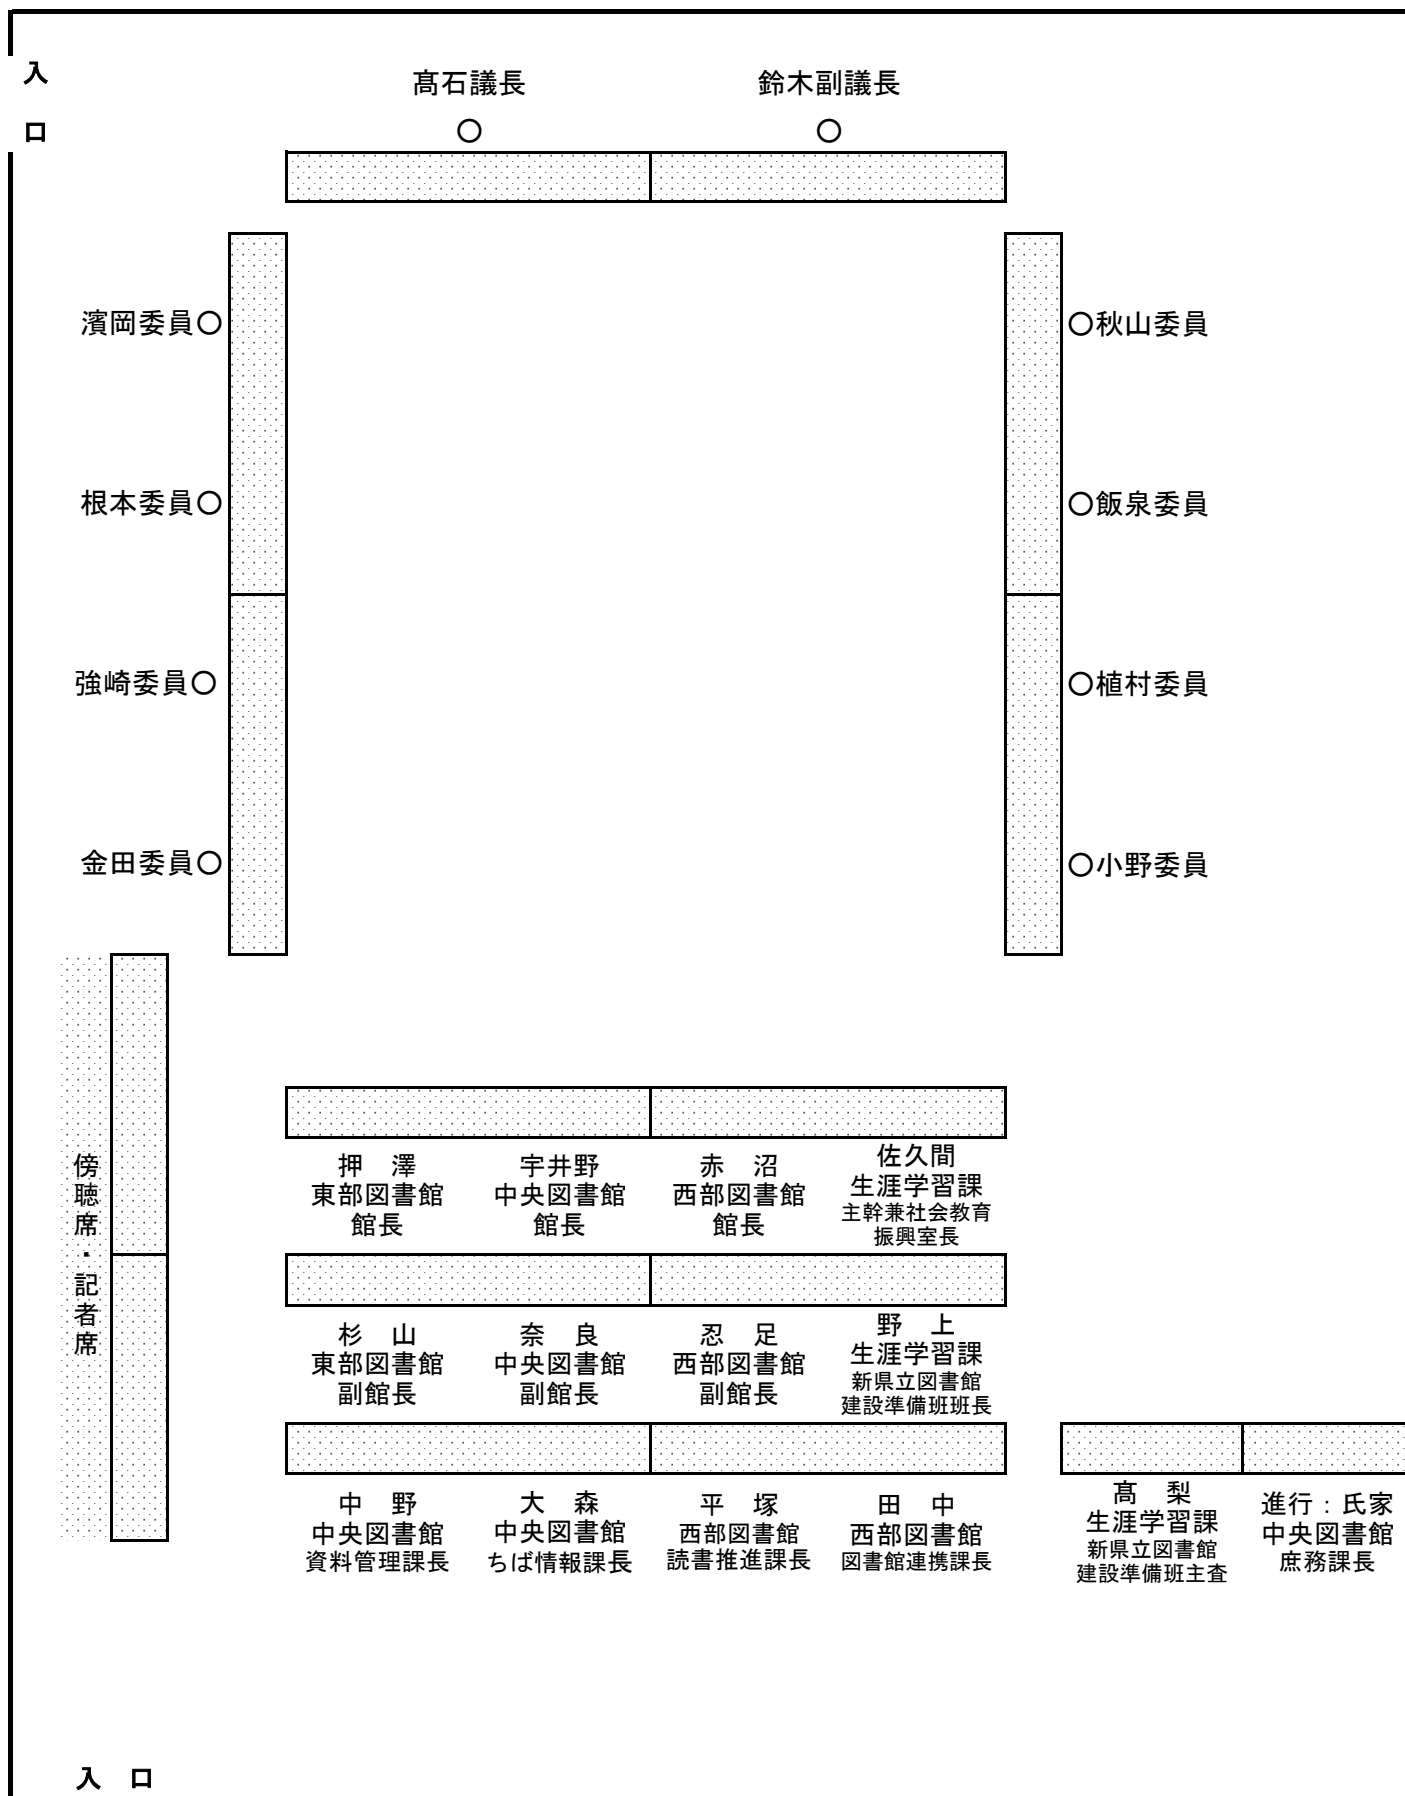 入
口
髙石議長
鈴木副議長
○
○
濱岡委員○
○秋山委員
根本委員○
○飯泉委員
強崎委員○
○植村委員
金田委員○
○小野委員
傍聴席・記者席
押　澤
東部図書館
館長
宇井野
中央図書館
館長
赤　沼
西部図書館
館長
佐久間
生涯学習課
主幹兼社会教育
振興室長
杉　山
東部図書館
副館長
奈　良
中央図書館
副館長
忍　足
西部図書館
副館長
野　上
生涯学習課
新県立図書館
建設準備班班長
中　野
中央図書館
資料管理課長
大　森
中央図書館
ちば情報課長
平　塚
西部図書館
読書推進課長
田　中
西部図書館
図書館連携課長
髙　梨
生涯学習課
新県立図書館
建設準備班主査
進行：氏家
中央図書館
庶務課長
入　口